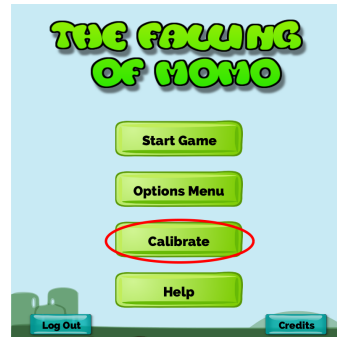 THE FALLING
OF MOMO
Start Game
Options Menu
Calibrate
Help
Log Out
Credits